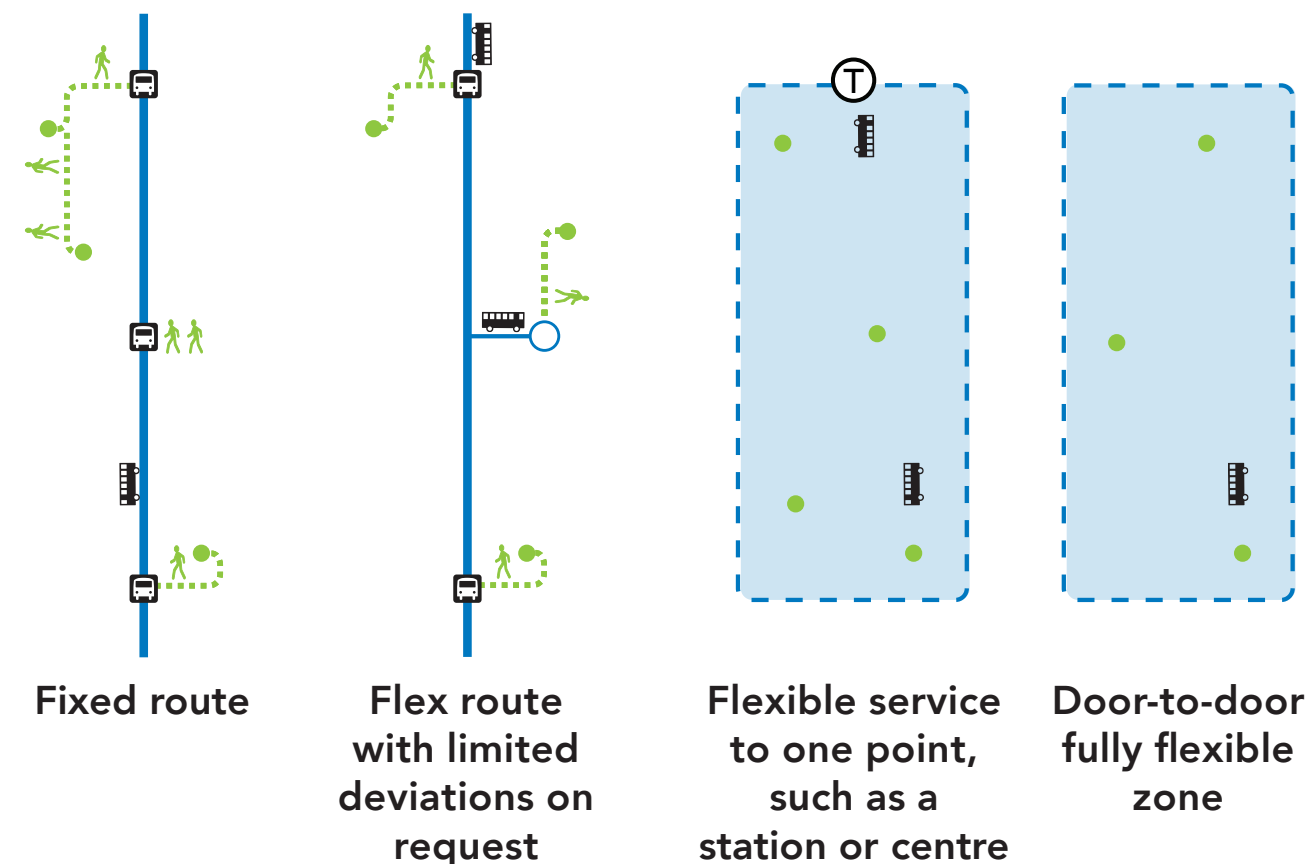 T
Fixed route
Flex route
with limited
deviations on
request
Flexible service
to one point,
such as a
station or centre
Door-to-door
fully flexible
zone